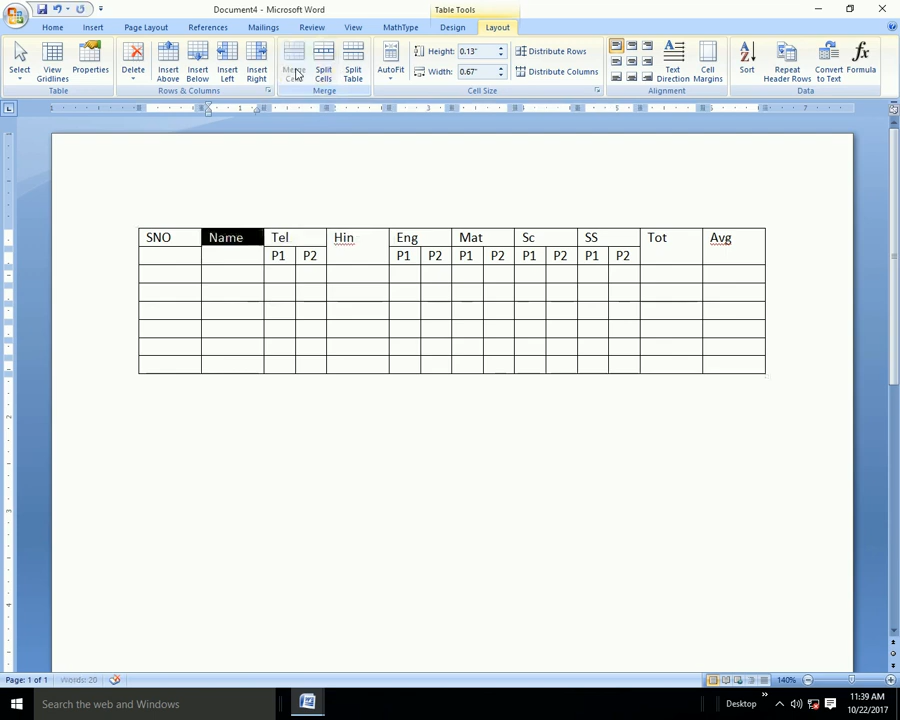 Document4 - Microsoft Word
Table Tools
Home Insert Page Layout References Mailings Review View MathType Design Layout
Select
View Gridlines
Properties
Delete
Insert Above
Insert Below
Insert Left
Insert Right
Merge Cells
Split Cells
Split Table
AutoFit
Height: 0.13"
Width: 0.67"
Distribute Rows
Distribute Columns
Text Direction
Cell Margins
Sort
Repeat Header Rows
Convert to Text
Formula
Table Rows & Columns Merge Cell Size Alignment Data
SNO Name Tel Hin Eng Mat Sc SS Tot Avg
P1 P2 P1 P2 P1 P2 P1 P2 P1 P2
Page: 1 of 1 Words: 20 140%
Search the web and Windows
Desktop
11:39 AM
10/22/2017